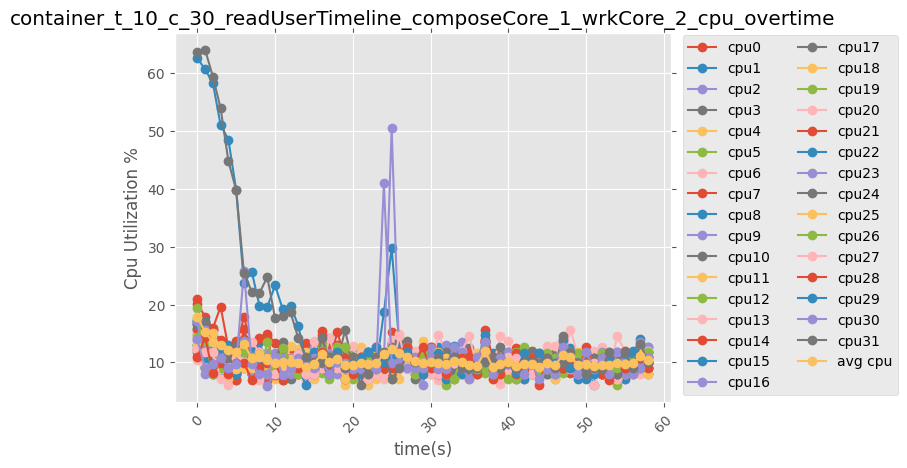 container_t_10_c_30_readUserTimeline_composeCore_1_wrkCore_2_cpu_overtime
Cpu Utilization %
60
50
40
30
20
10
0
10
20
30
40
50
60
time(s)
cpu0
cpu1
cpu2
cpu3
cpu4
cpu5
cpu6
cpu7
cpu8
cpu9
cpu10
cpu11
cpu12
cpu13
cpu14
cpu15
cpu16
cpu17
cpu18
cpu19
cpu20
cpu21
cpu22
cpu23
cpu24
cpu25
cpu26
cpu27
cpu28
cpu29
cpu30
cpu31
avg cpu